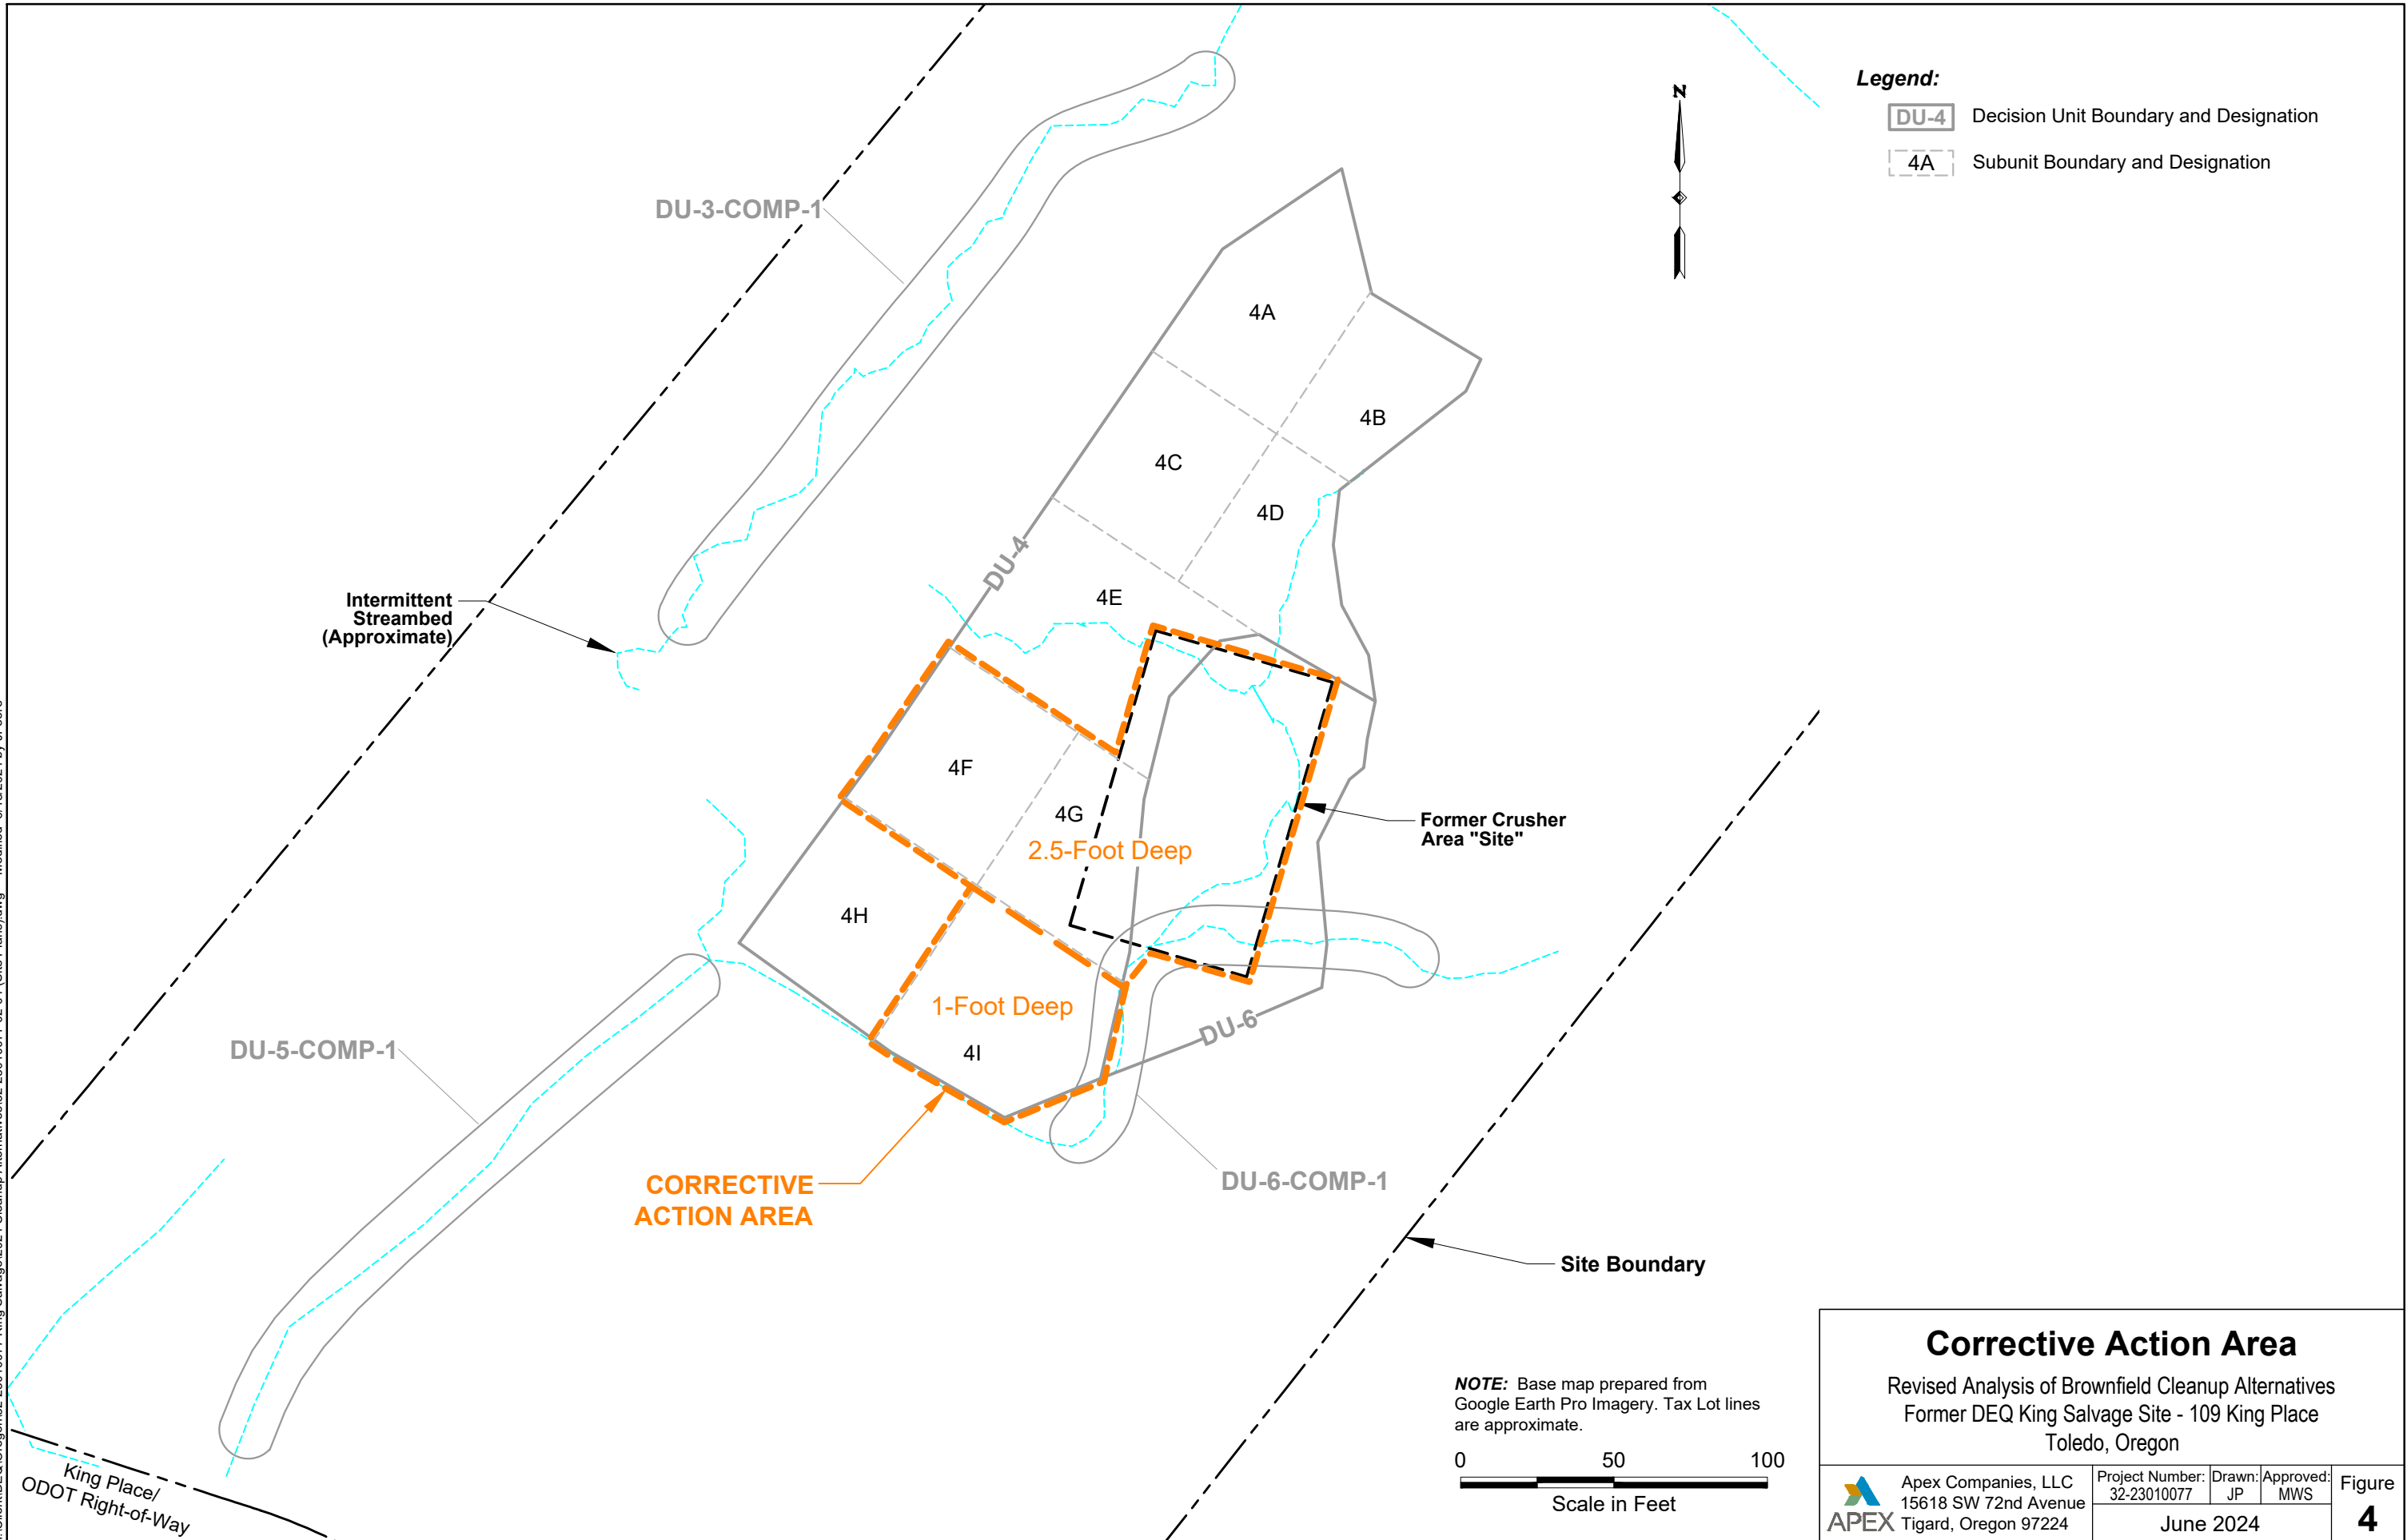 Legend:
DU-4 Decision Unit Boundary and Designation
4A Subunit Boundary and Designation
N
DU-3-COMP-1
4A
4B
4C
4D
DU-4
4E
Intermittent
Streambed
(Approximate)
4F
4G
2.5-Foot Deep
Former Crusher
Area "Site"
4H
1-Foot Deep
4I
DU-6
DU-5-COMP-1
DU-6-COMP-1
CORRECTIVE
ACTION AREA
Site Boundary
King Place/
ODOT Right-of-Way
NOTE: Base map prepared from
Google Earth Pro Imagery. Tax Lot lines
are approximate.
0 50 100
Scale in Feet
Corrective Action Area
Revised Analysis of Brownfield Cleanup Alternatives
Former DEQ King Salvage Site - 109 King Place
Toledo, Oregon
APEX
Apex Companies, LLC
15618 SW 72nd Avenue
Tigard, Oregon 97224
Project Number:
32-23010077
Drawn:
JP
Approved:
MWS
June 2024
Figure
4